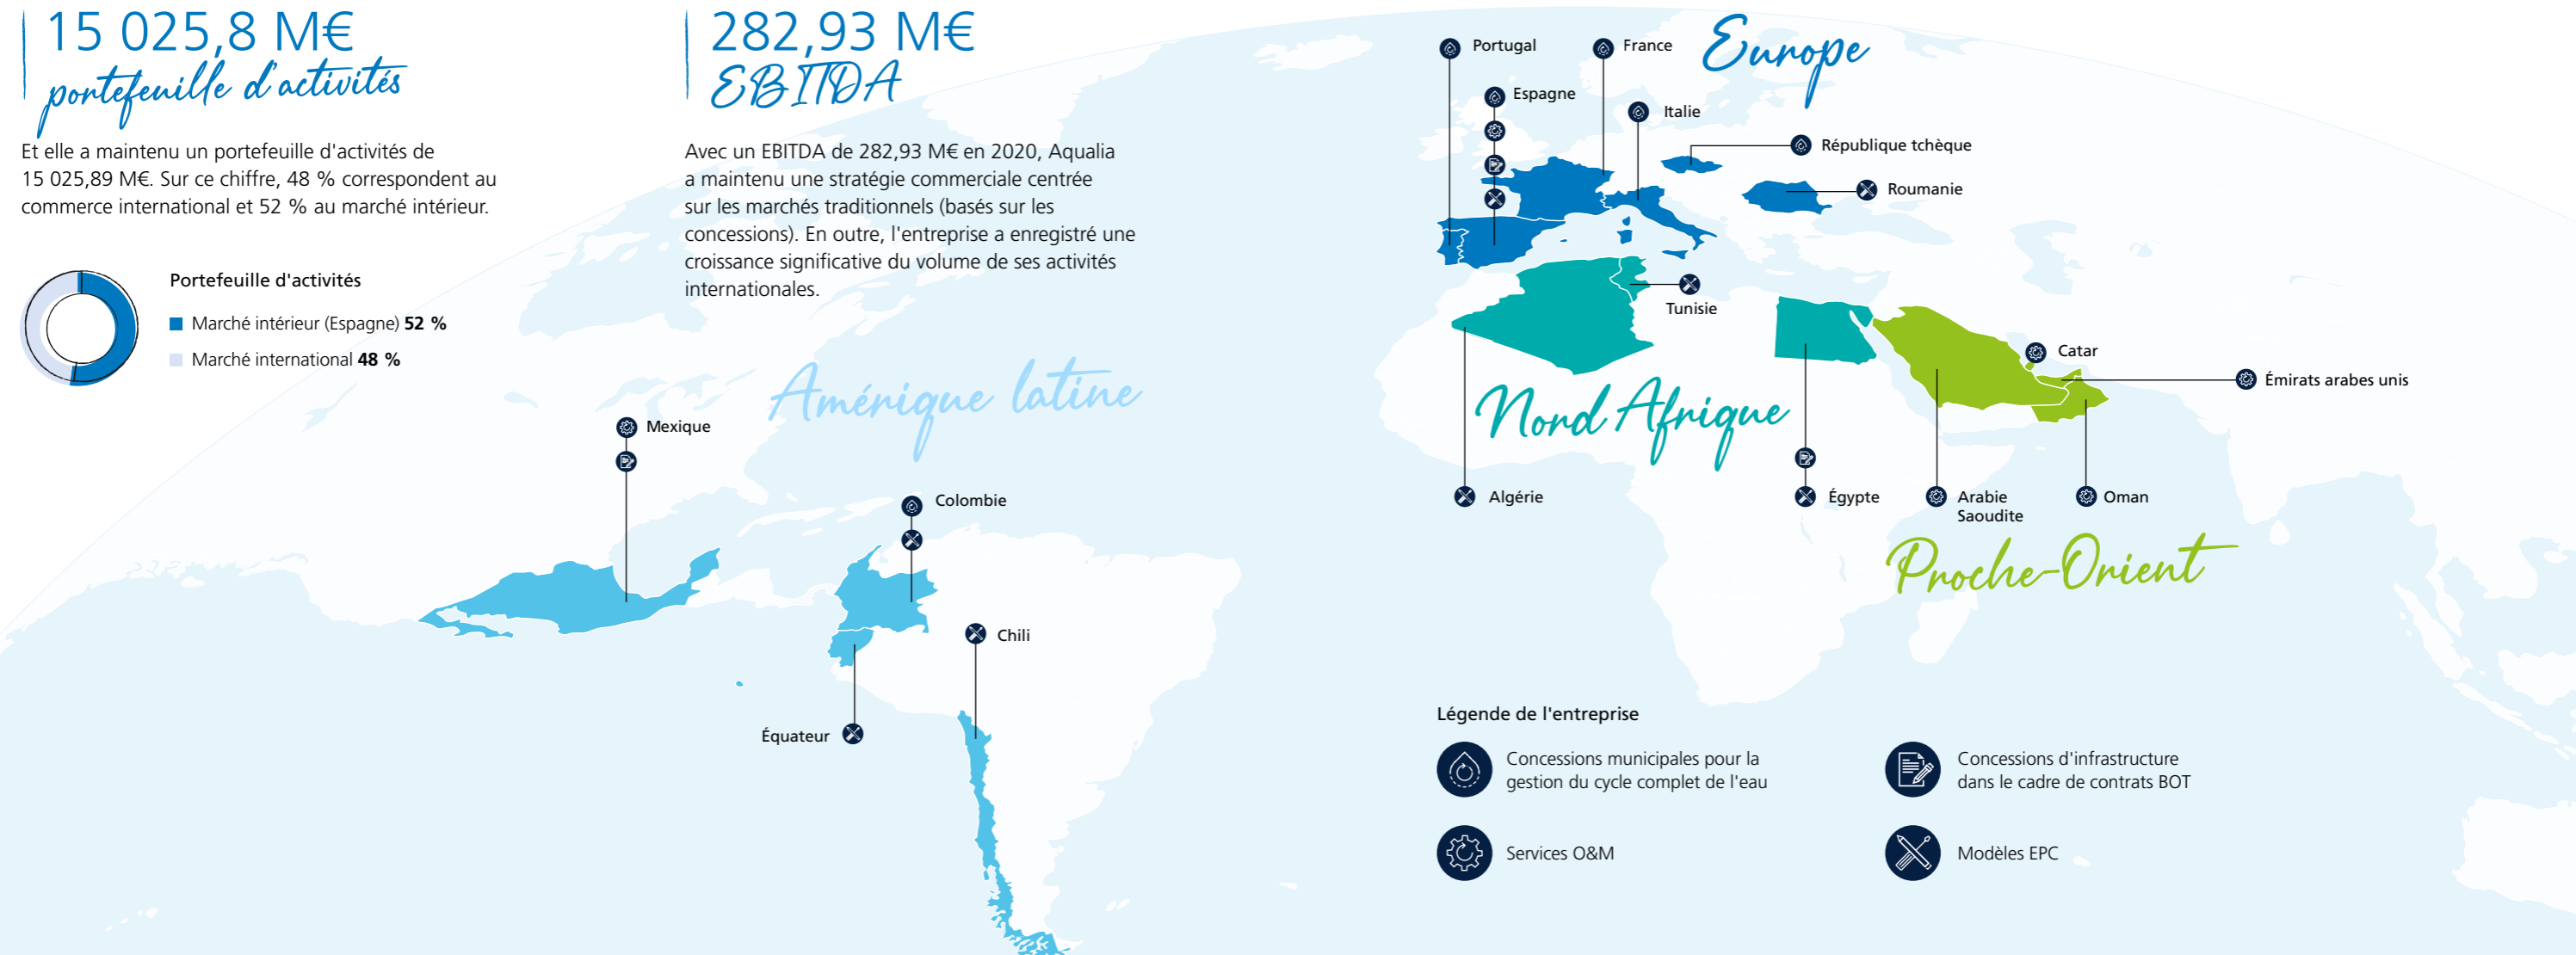 15 025,8 M€
portefeuille d'activités
Et elle a maintenu un portefeuille d'activités de
15 025,89 M€. Sur ce chiffre, 48 % correspondent au
commerce international et 52 % au marché intérieur.
Portefeuille d'activités
Marché intérieur (Espagne) 52 %
Marché international 48 %
282,93 M€
EBITDA
Avec un EBITDA de 282,93 M€ en 2020, Aqualia
a maintenu une stratégie commerciale centrée
sur les marchés traditionnels (basés sur les
concessions). En outre, l'entreprise a enregistré une
croissance significative du volume de ses activités
internationales.
Amérique latine
Mexique
Colombie
Chili
Équateur
Europe
Portugal
France
Espagne
Italie
République tchèque
Roumanie
Tunisie
Nord Afrique
Algérie
Égypte
Catar
Émirats arabes unis
Arabie
Saoudite
Oman
Proche-Orient
Légende de l'entreprise
Concessions municipales pour la
gestion du cycle complet de l'eau
Services O&M
Concessions d'infrastructure
dans le cadre de contrats BOT
Modèles EPC